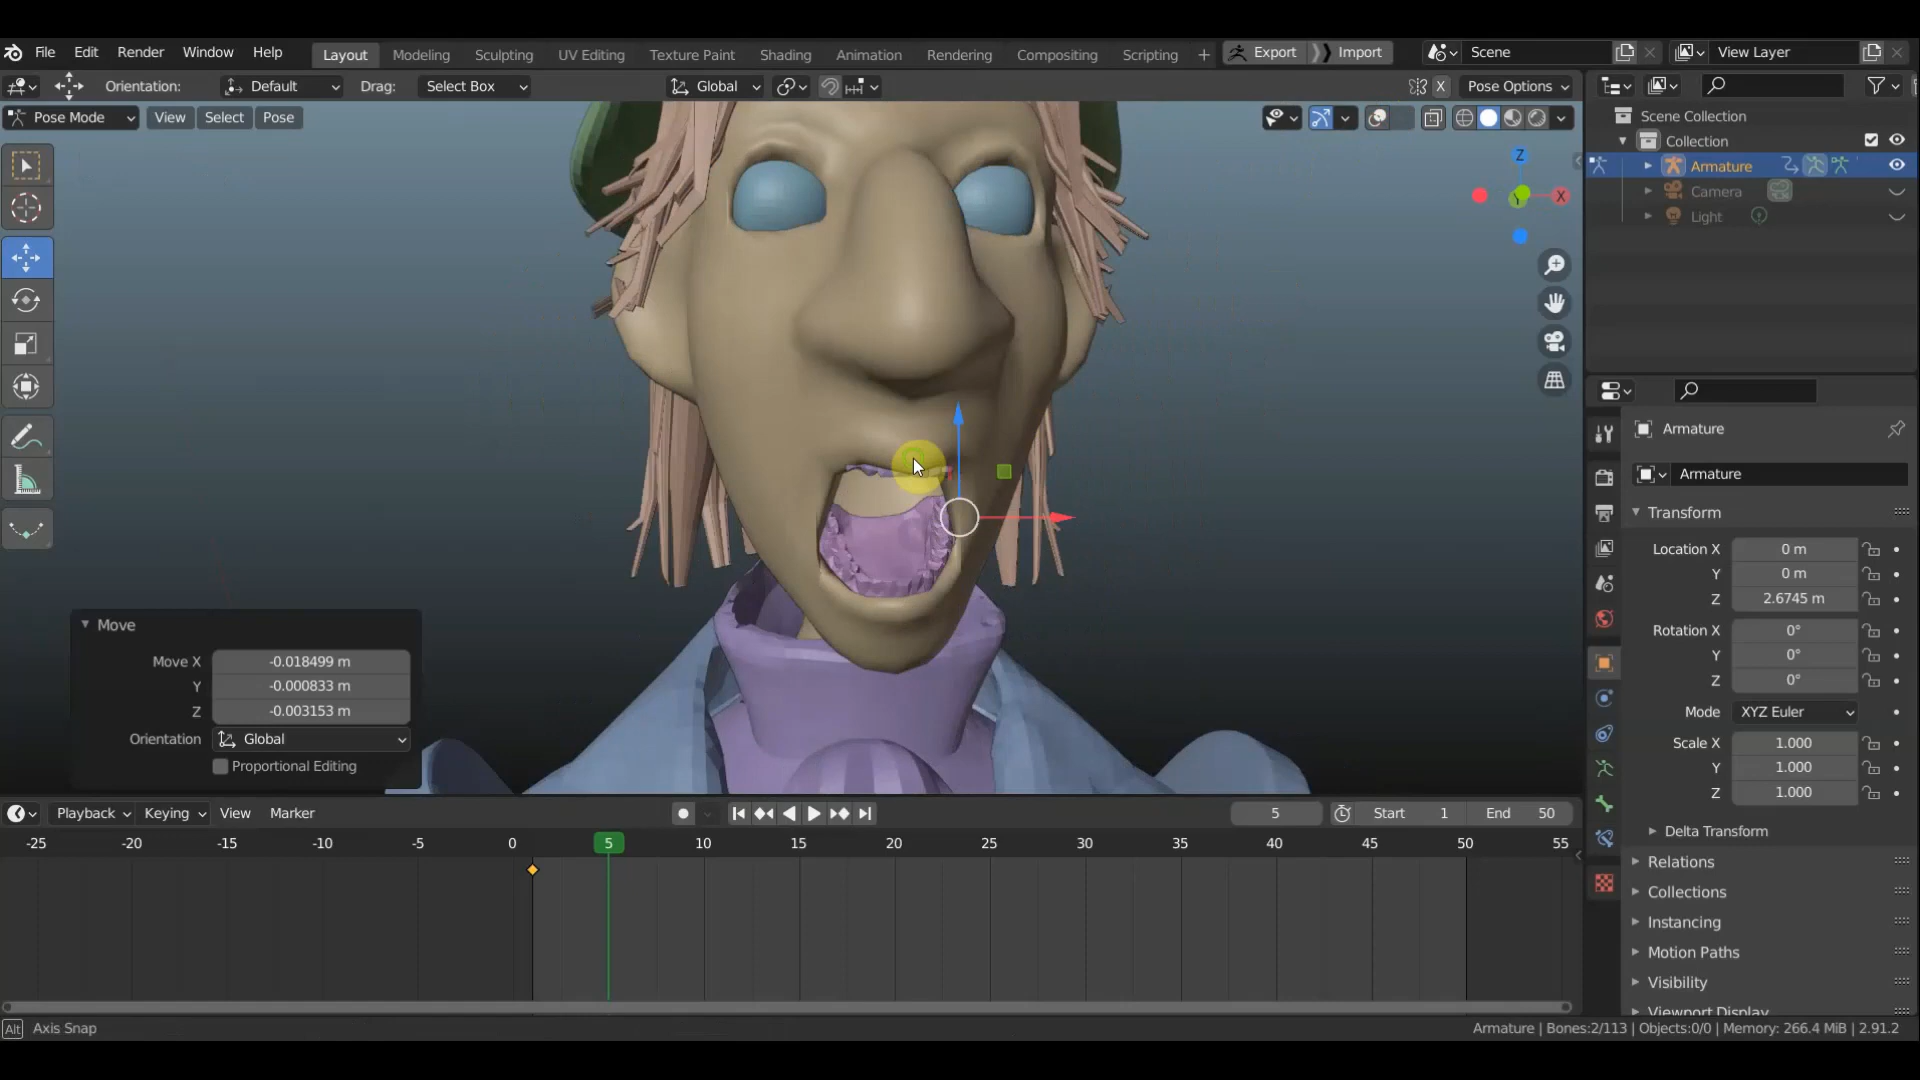 File Edit Render Window Help Layout Modeling Sculpting UV Editing Texture Paint Shading Animation Rendering Compositing Scripting + Export Import Scene View Layer
Orientation: Default Drag: Select Box Global X Pose Options
Pose Mode View Select Pose
Scene Collection
Collection
Armature
Camera
Light
Z
X
Y
Armature
Armature
Transform
Location X 0 m
Y 0 m
Z 2.6745 m
Rotation X 0°
Y 0°
Z 0°
Mode XYZ Euler
Scale X 1.000
Y 1.000
Z 1.000
Delta Transform
Relations
Collections
Instancing
Motion Paths
Visibility
Viewport Display
Move
Move X -0.018499 m
Y -0.000833 m
Z -0.003153 m
Orientation Global
Proportional Editing
Playback Keying View Marker 5 Start 1 End 50
-25 -20 -15 -10 -5 0 5 10 15 20 25 30 35 40 45 50 55
Alt Axis Snap
Armature | Bones:2/113 | Objects:0/0 | Memory: 266.4 MiB | 2.91.2